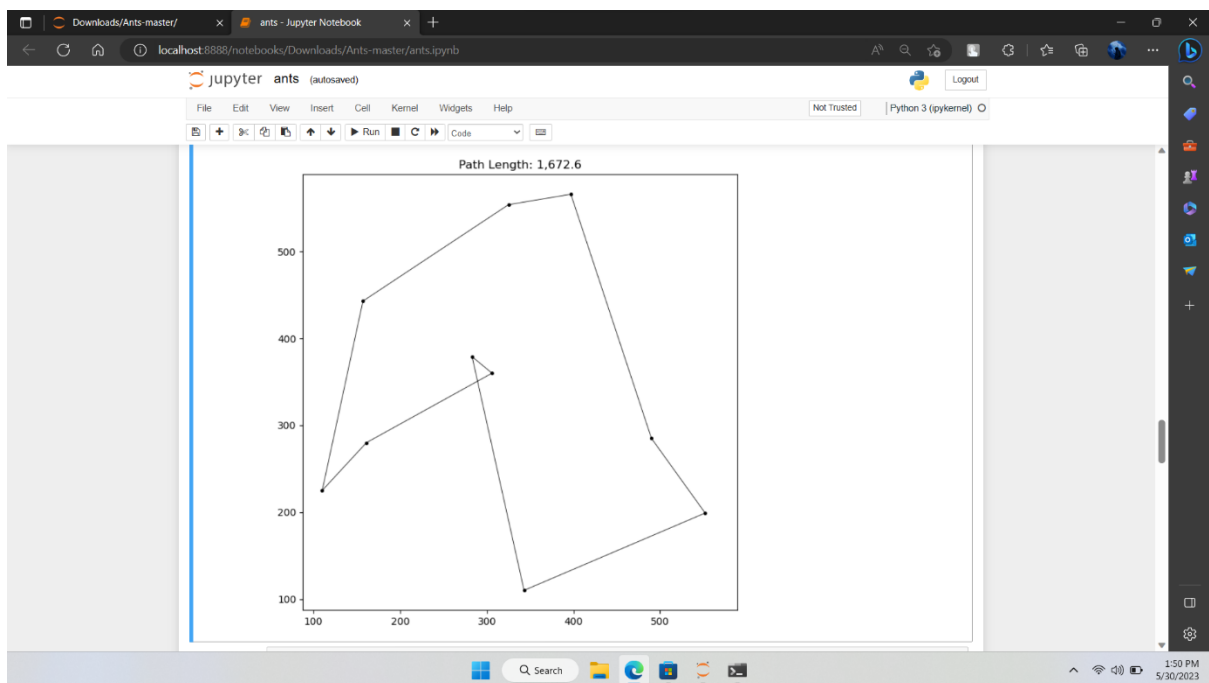 Downloads/Ants-master/ ants - Jupyter Notebook
localhost:8888/notebooks/Downloads/Ants-master/ants.ipynb
jupyter ants (autosaved)
Logout
File Edit View Insert Cell Kernel Widgets Help
Not Trusted Python 3 (ipykernel)
Run Code
Path Length: 1,672.6
500
400
300
200
100
100 200 300 400 500
Search
1:50 PM
5/30/2023